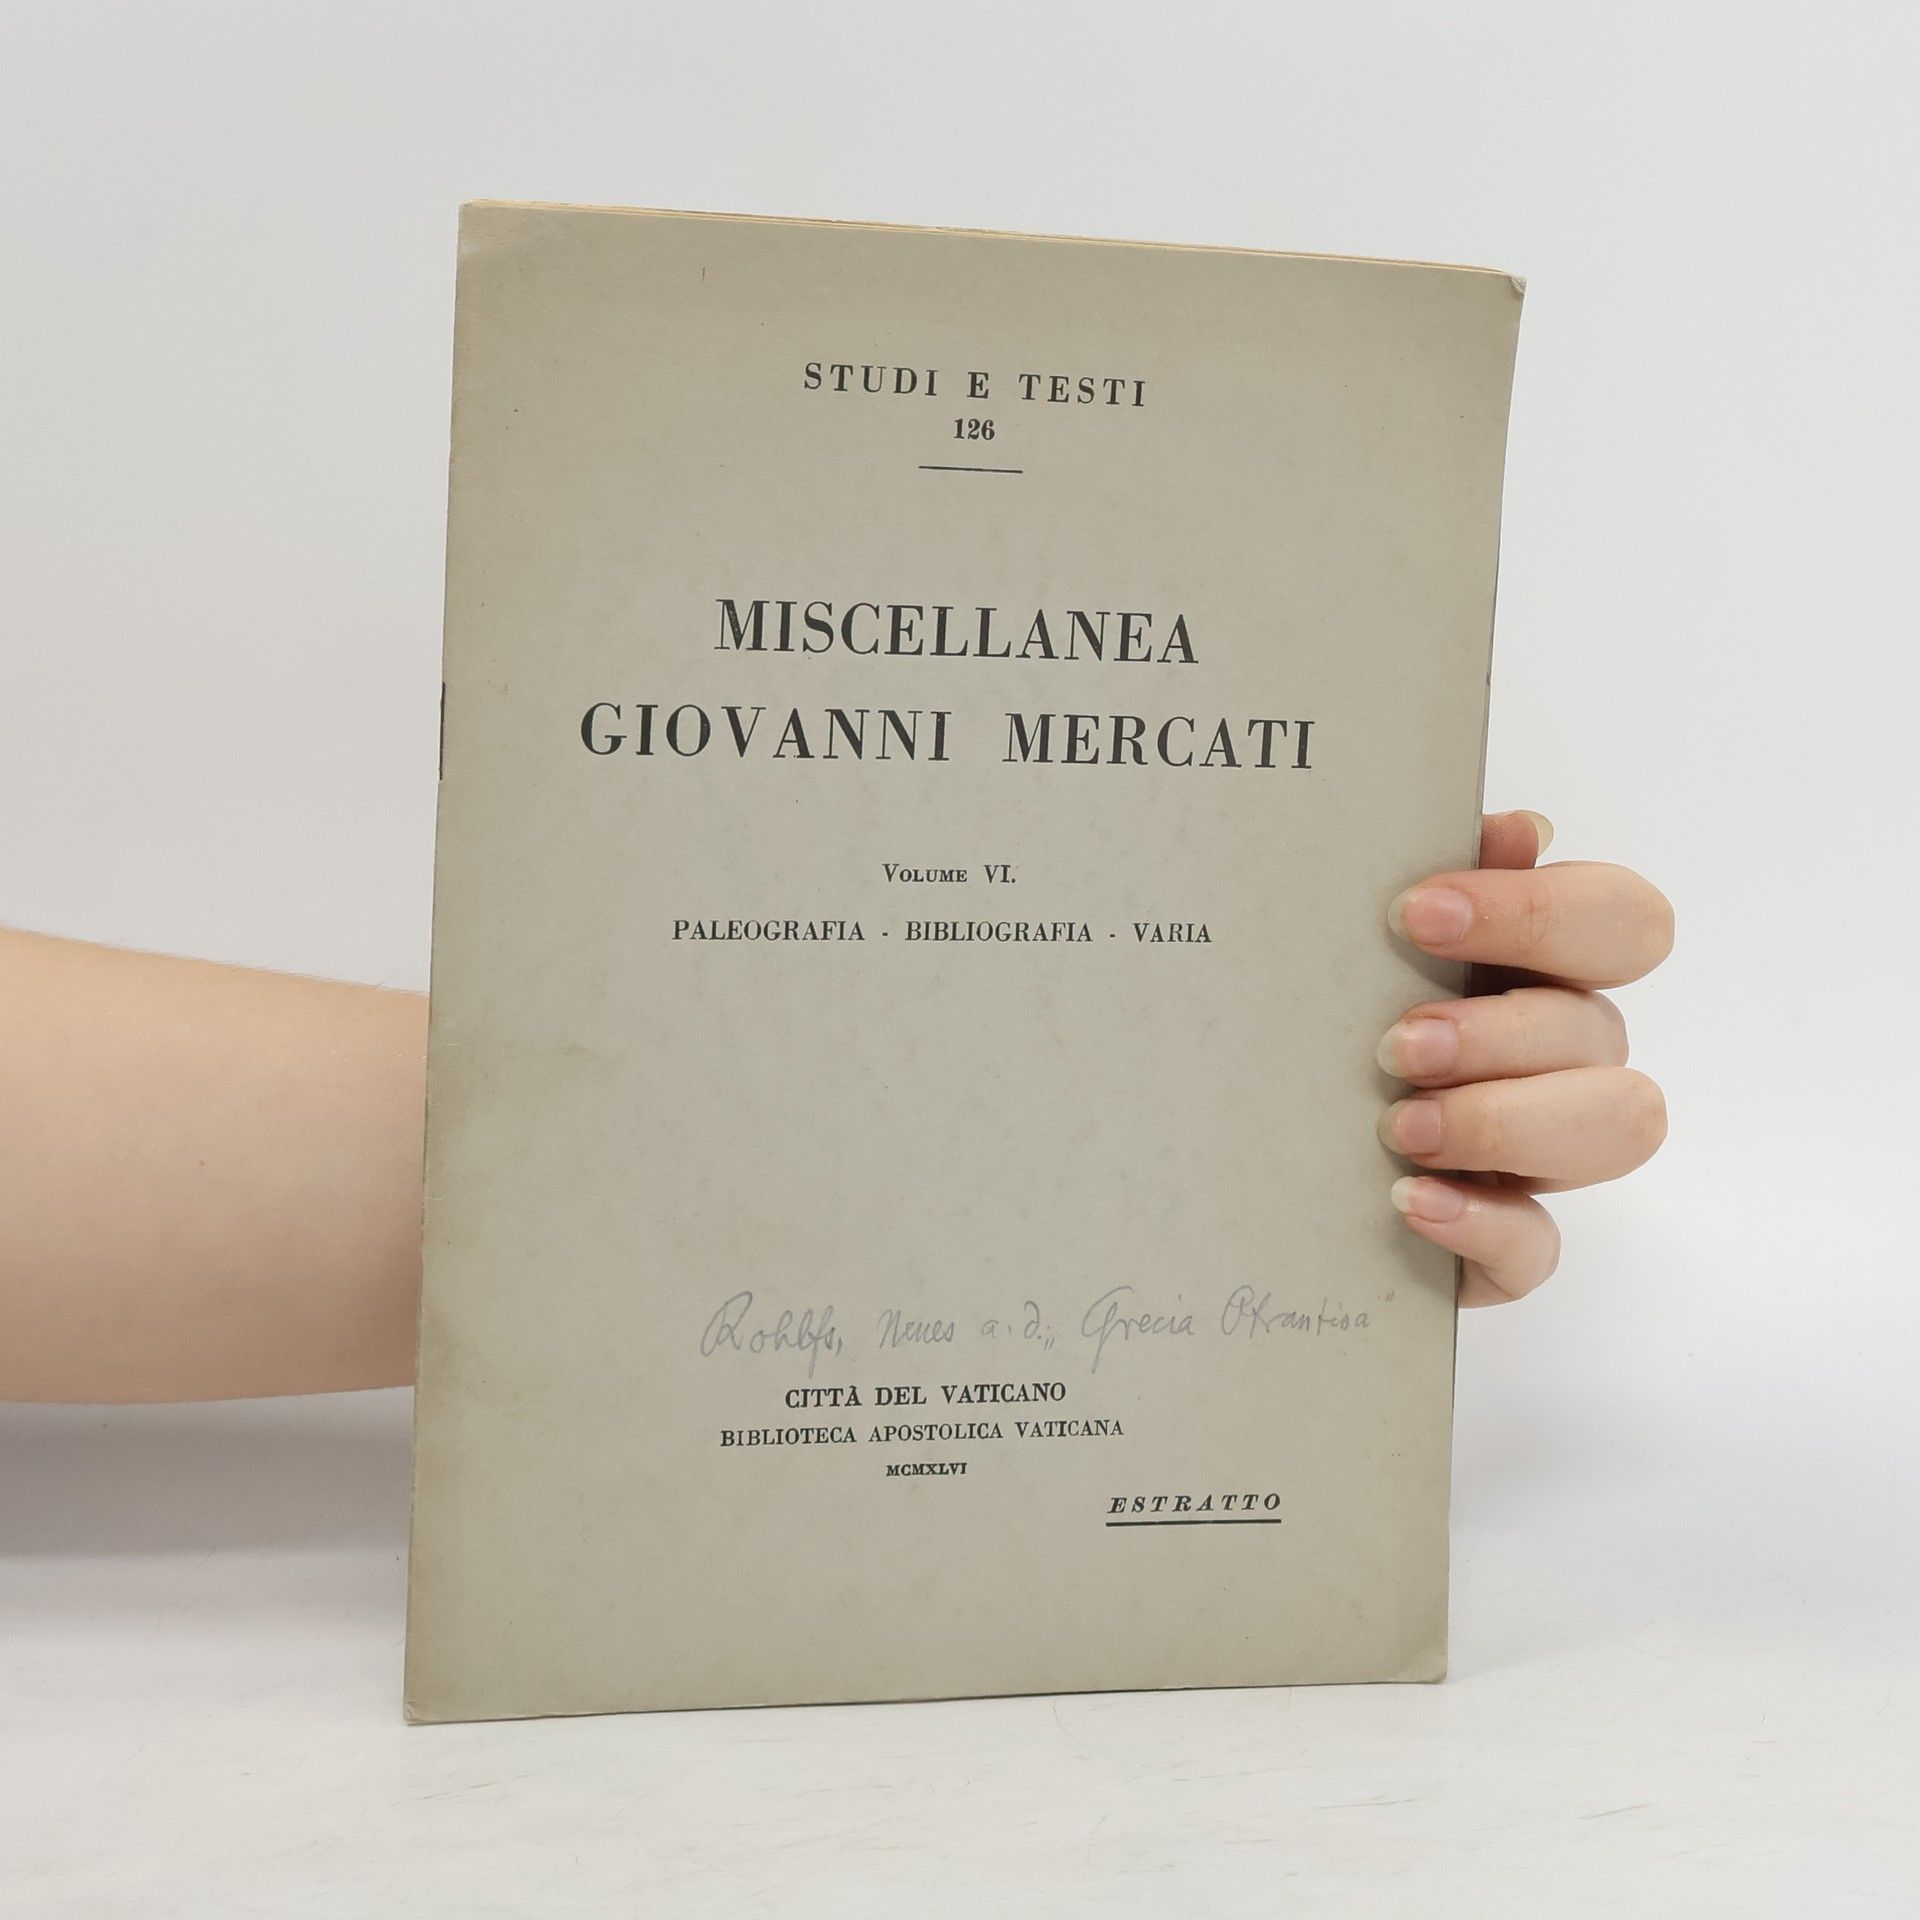 STUDI E TESTI
126
MISCELLANEA
GIOVANNI MERCATI
VOLUME VI.
PALEOGRAFIA - BIBLIOGRAFIA - VARIA
Rohlfs, Neues a. d. „Grecia Otrantina"
CITTÀ DEL VATICANO
BIBLIOTECA APOSTOLICA VATICANA
MCMXLVI
ESTRATTO